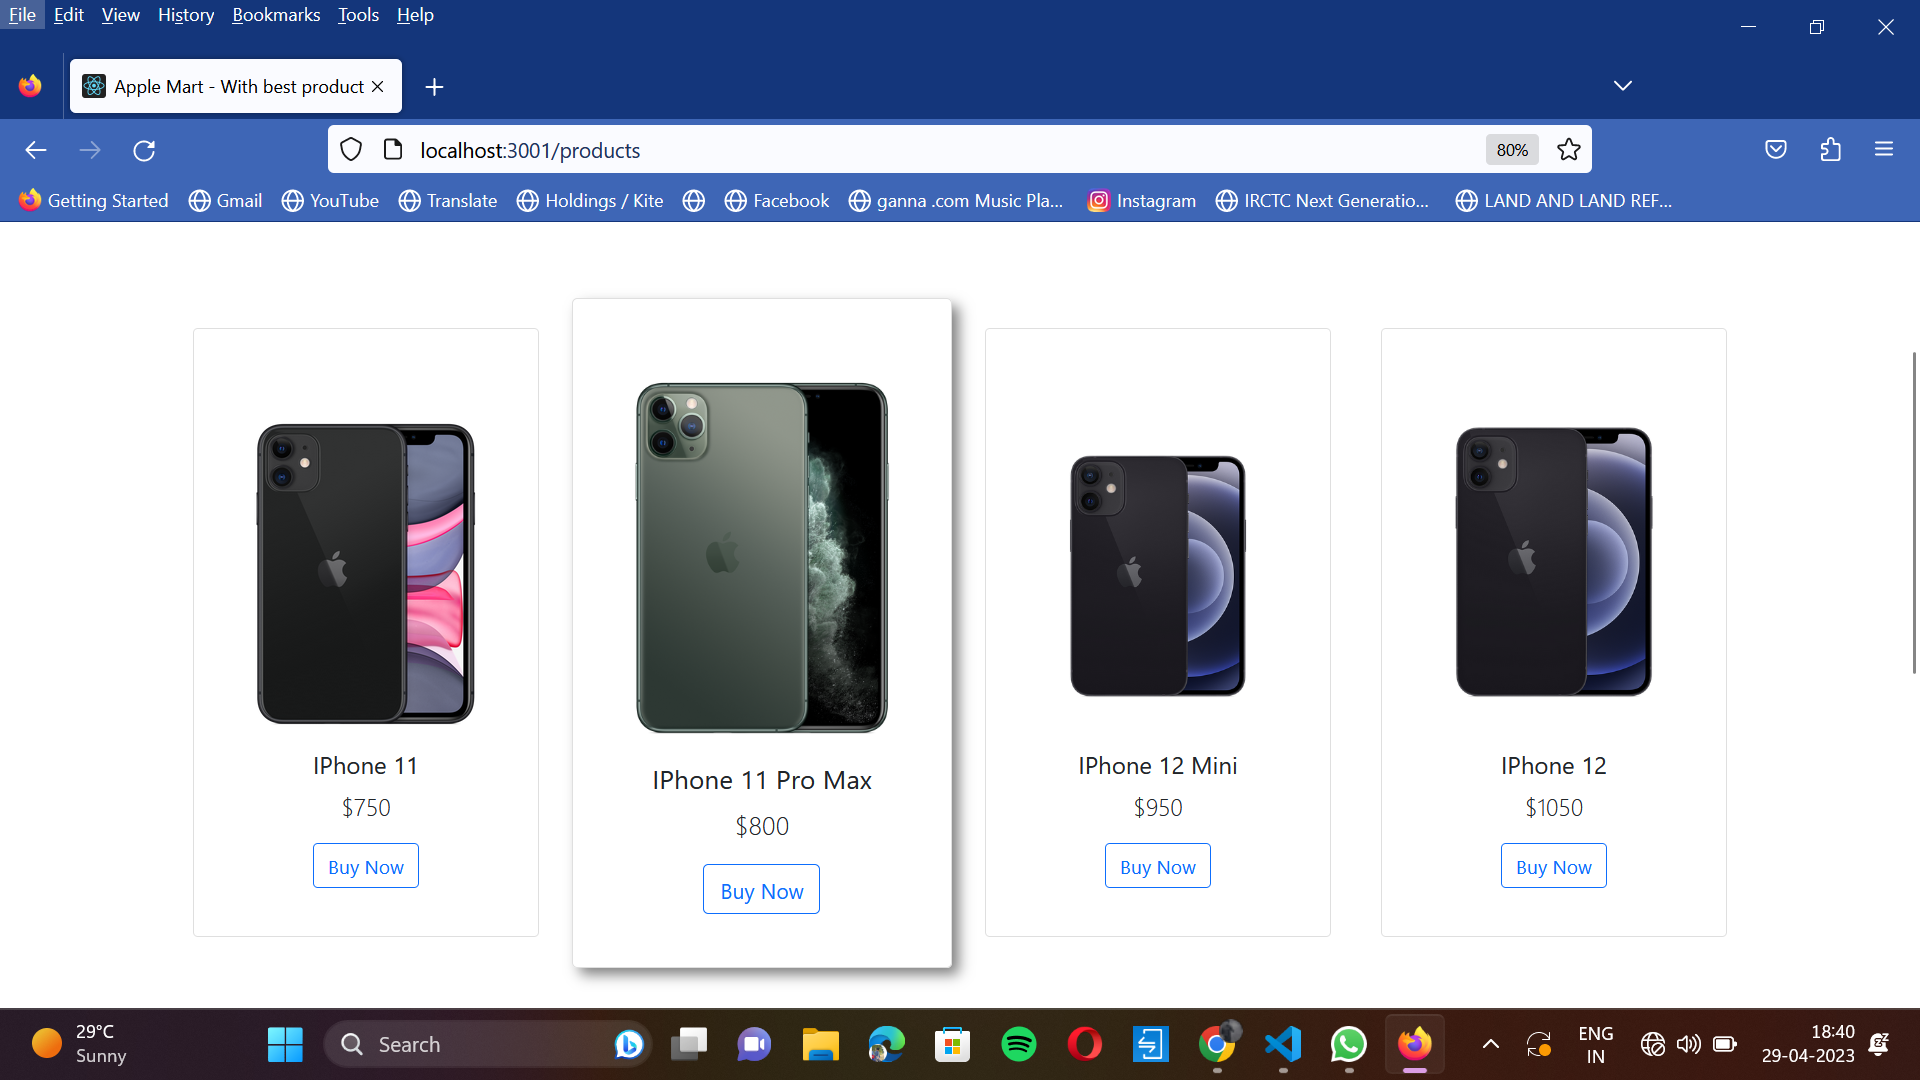 File Edit View History Bookmarks Tools Help
Apple Mart - With best product
localhost:3001/products
80%
Getting Started Gmail YouTube Translate Holdings / Kite Facebook ganna .com Music Pla... Instagram IRCTC Next Generatio... LAND AND LAND REF...
IPhone 11
$750
Buy Now
IPhone 11 Pro Max
$800
Buy Now
IPhone 12 Mini
$950
Buy Now
IPhone 12
$1050
Buy Now
29°C
Sunny
Search
ENG
IN
18:40
29-04-2023